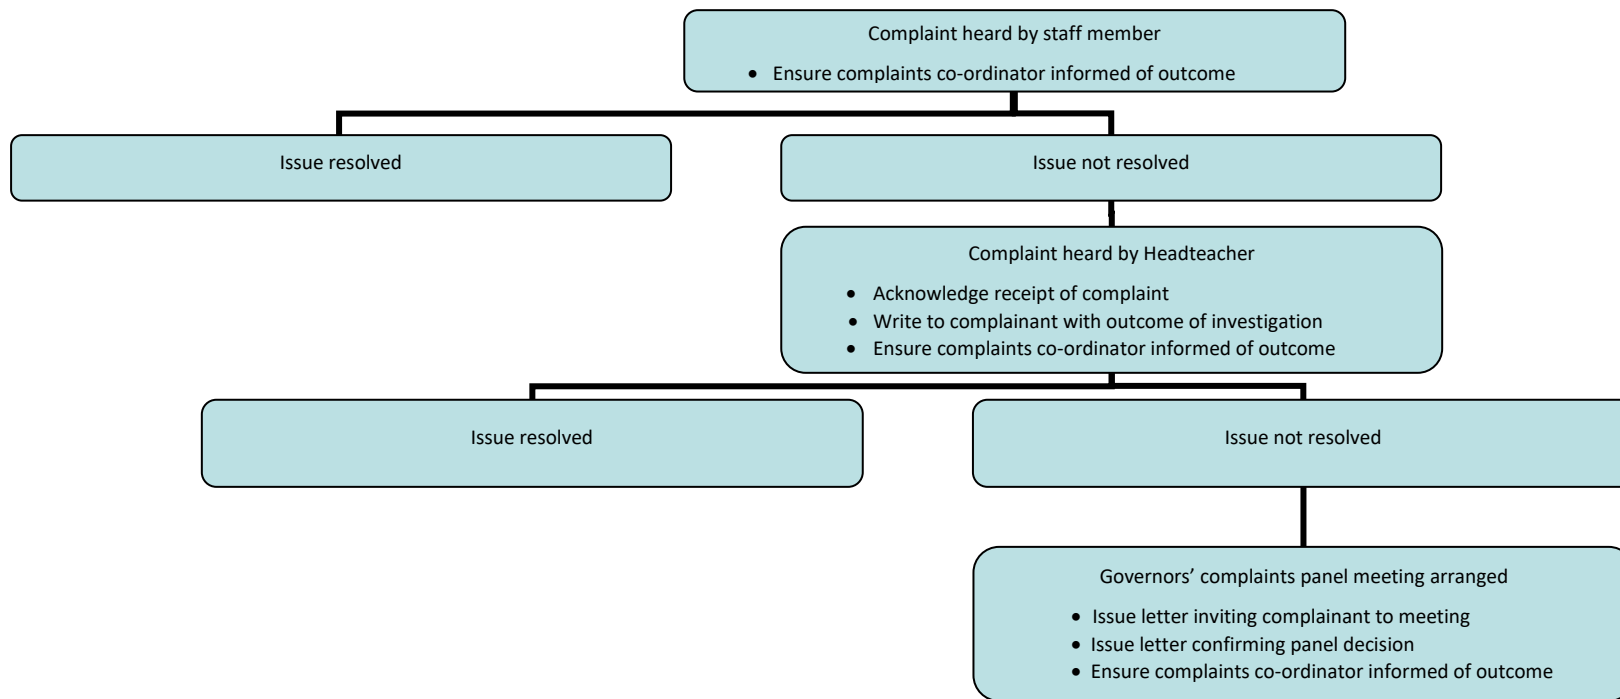 Complaint heard by staff member
• Ensure complaints co-ordinator informed of outcome
Issue resolved
Issue not resolved
Complaint heard by Headteacher
• Acknowledge receipt of complaint
• Write to complainant with outcome of investigation
• Ensure complaints co-ordinator informed of outcome
Issue resolved
Issue not resolved
Governors’ complaints panel meeting arranged
• Issue letter inviting complainant to meeting
• Issue letter confirming panel decision
• Ensure complaints co-ordinator informed of outcome